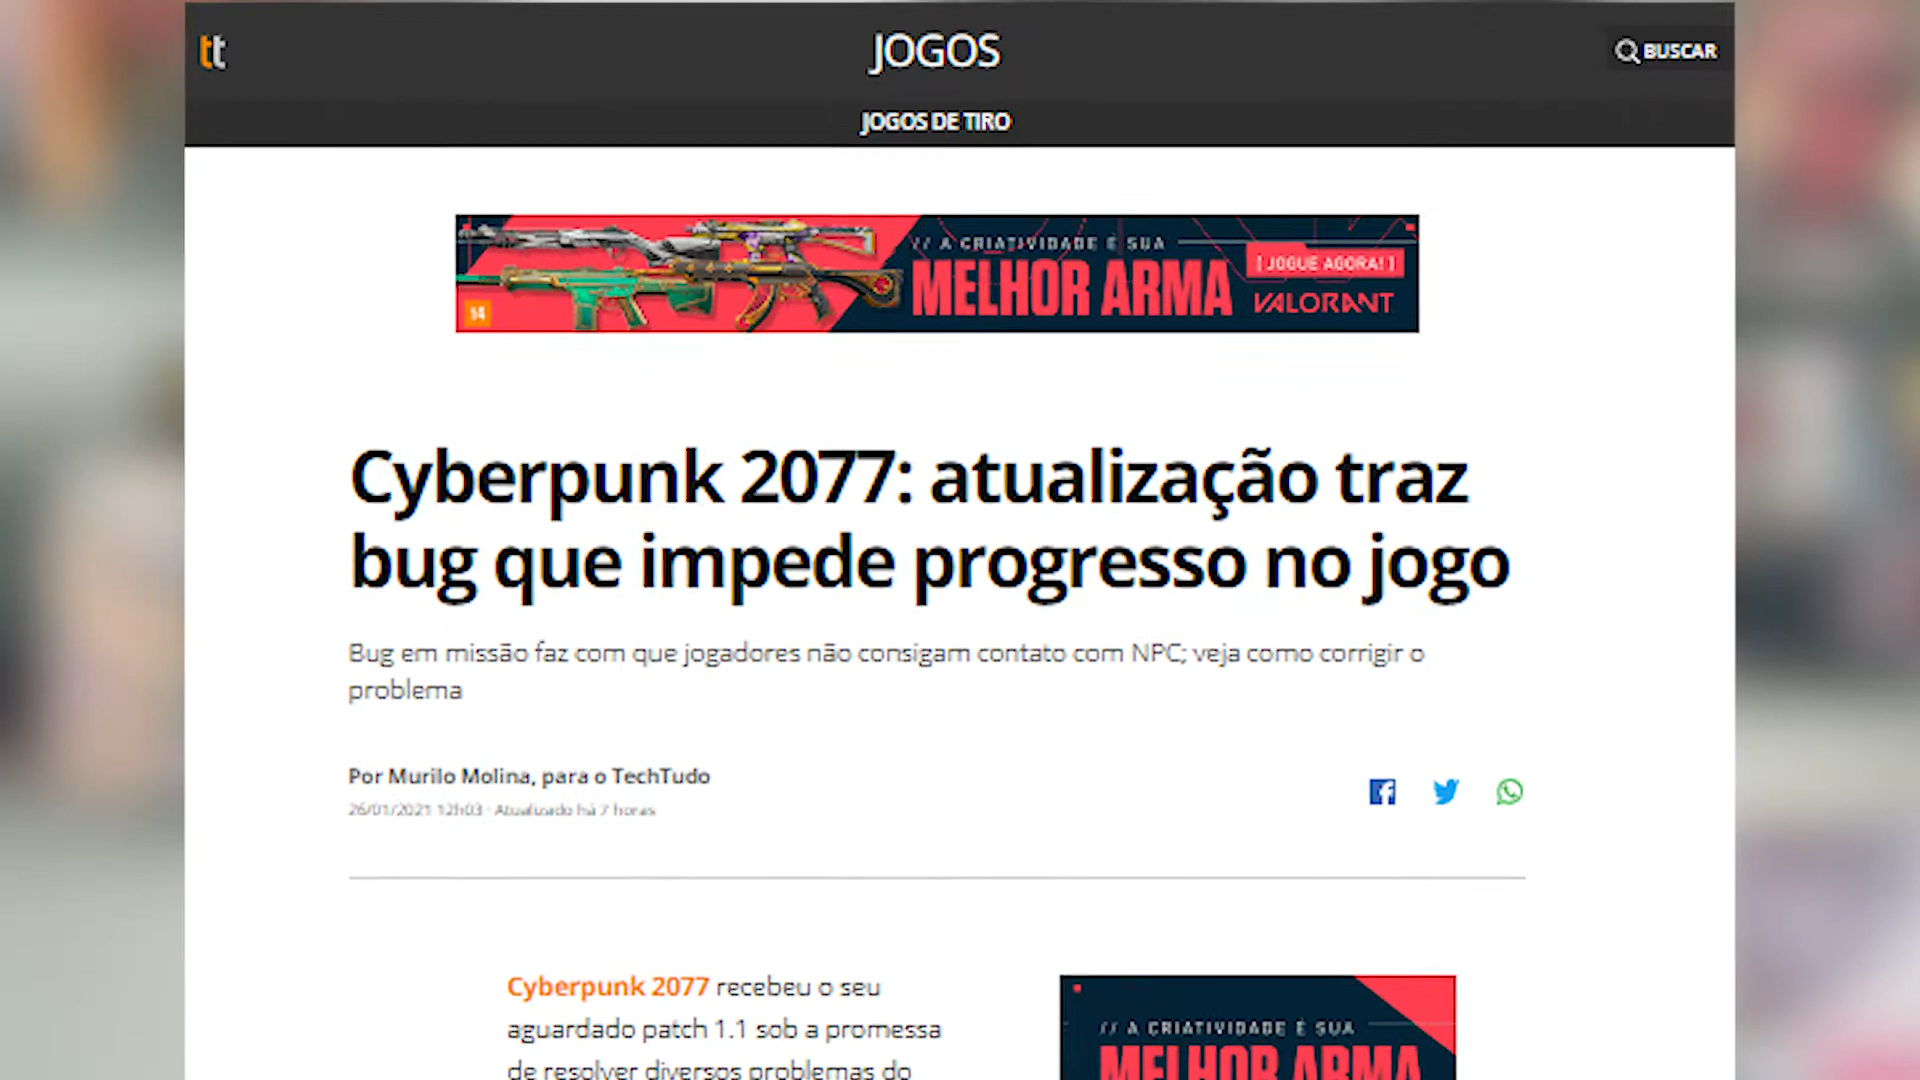 tt
JOGOS
BUSCAR
JOGOS DE TIRO
// A CRIATIVIDADE É SUA
MELHOR ARMA
[ JOGUE AGORA! ]
VALORANT
14
Cyberpunk 2077: atualização traz
bug que impede progresso no jogo
Bug em missão faz com que jogadores não consigam contato com NPC; veja como corrigir o
problema
Por Murilo Molina, para o TechTudo
26/01/2021 12h03 · Atualizado há 7 horas
Cyberpunk 2077 recebeu o seu
aguardado patch 1.1 sob a promessa
de resolver diversos problemas do
// A CRIATIVIDADE É SUA
MELHOR ARMA